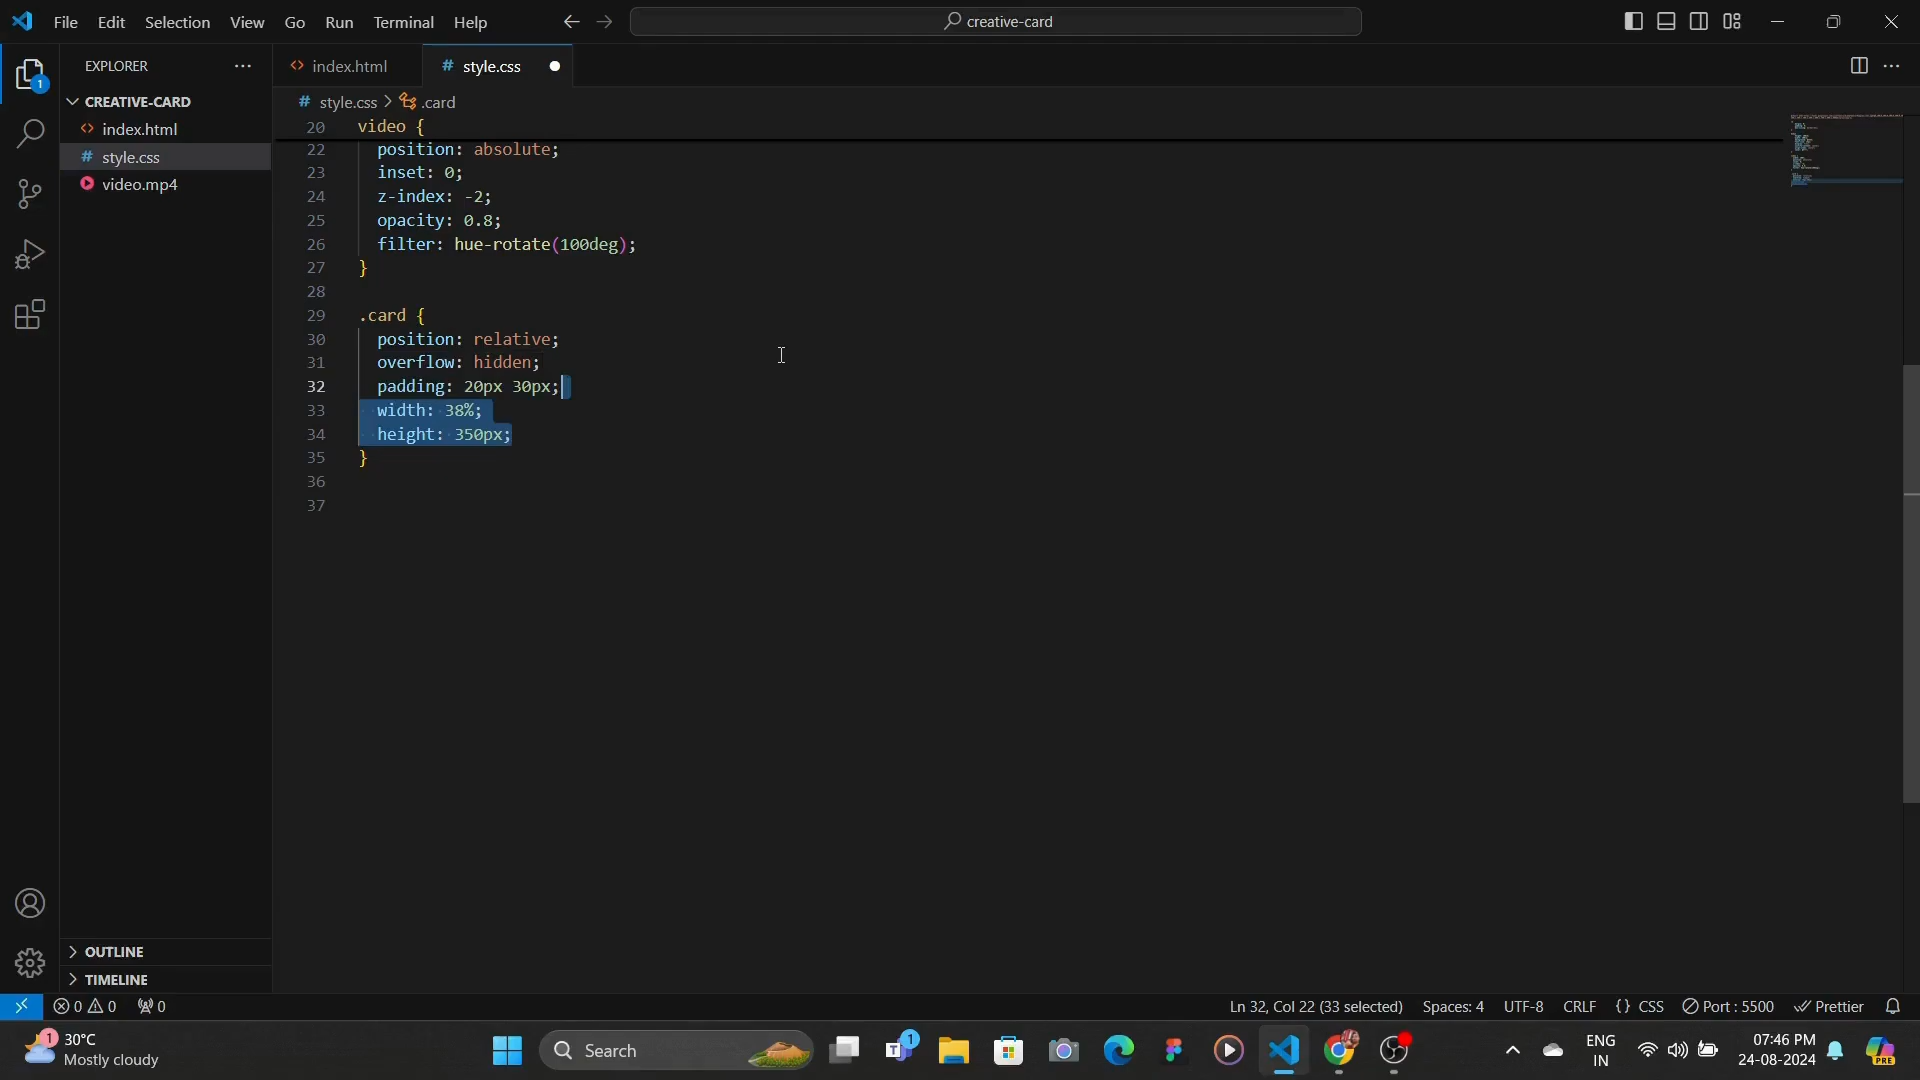 File Edit Selection View Go Run Terminal Help
creative-card
EXPLORER
index.html
style.css
CREATIVE-CARD
index.html
style.css
video.mp4
style.css > .card
20 video {
22 position: absolute;
23 inset: 0;
24 z-index: -2;
25 opacity: 0.8;
26 filter: hue-rotate(100deg);
27 }
28
29 .card {
30 position: relative;
31 overflow: hidden;
32 padding: 20px 30px;
33 width: 38%;
34 height: 350px;
35 }
36
37
1
OUTLINE
TIMELINE
0 0 0
Ln 32, Col 22 (33 selected) Spaces: 4 UTF-8 CRLF {} CSS Port : 5500 Prettier
1
30°C
Mostly cloudy
Search
1
ENG
IN
07:46 PM
24-08-2024
PRE